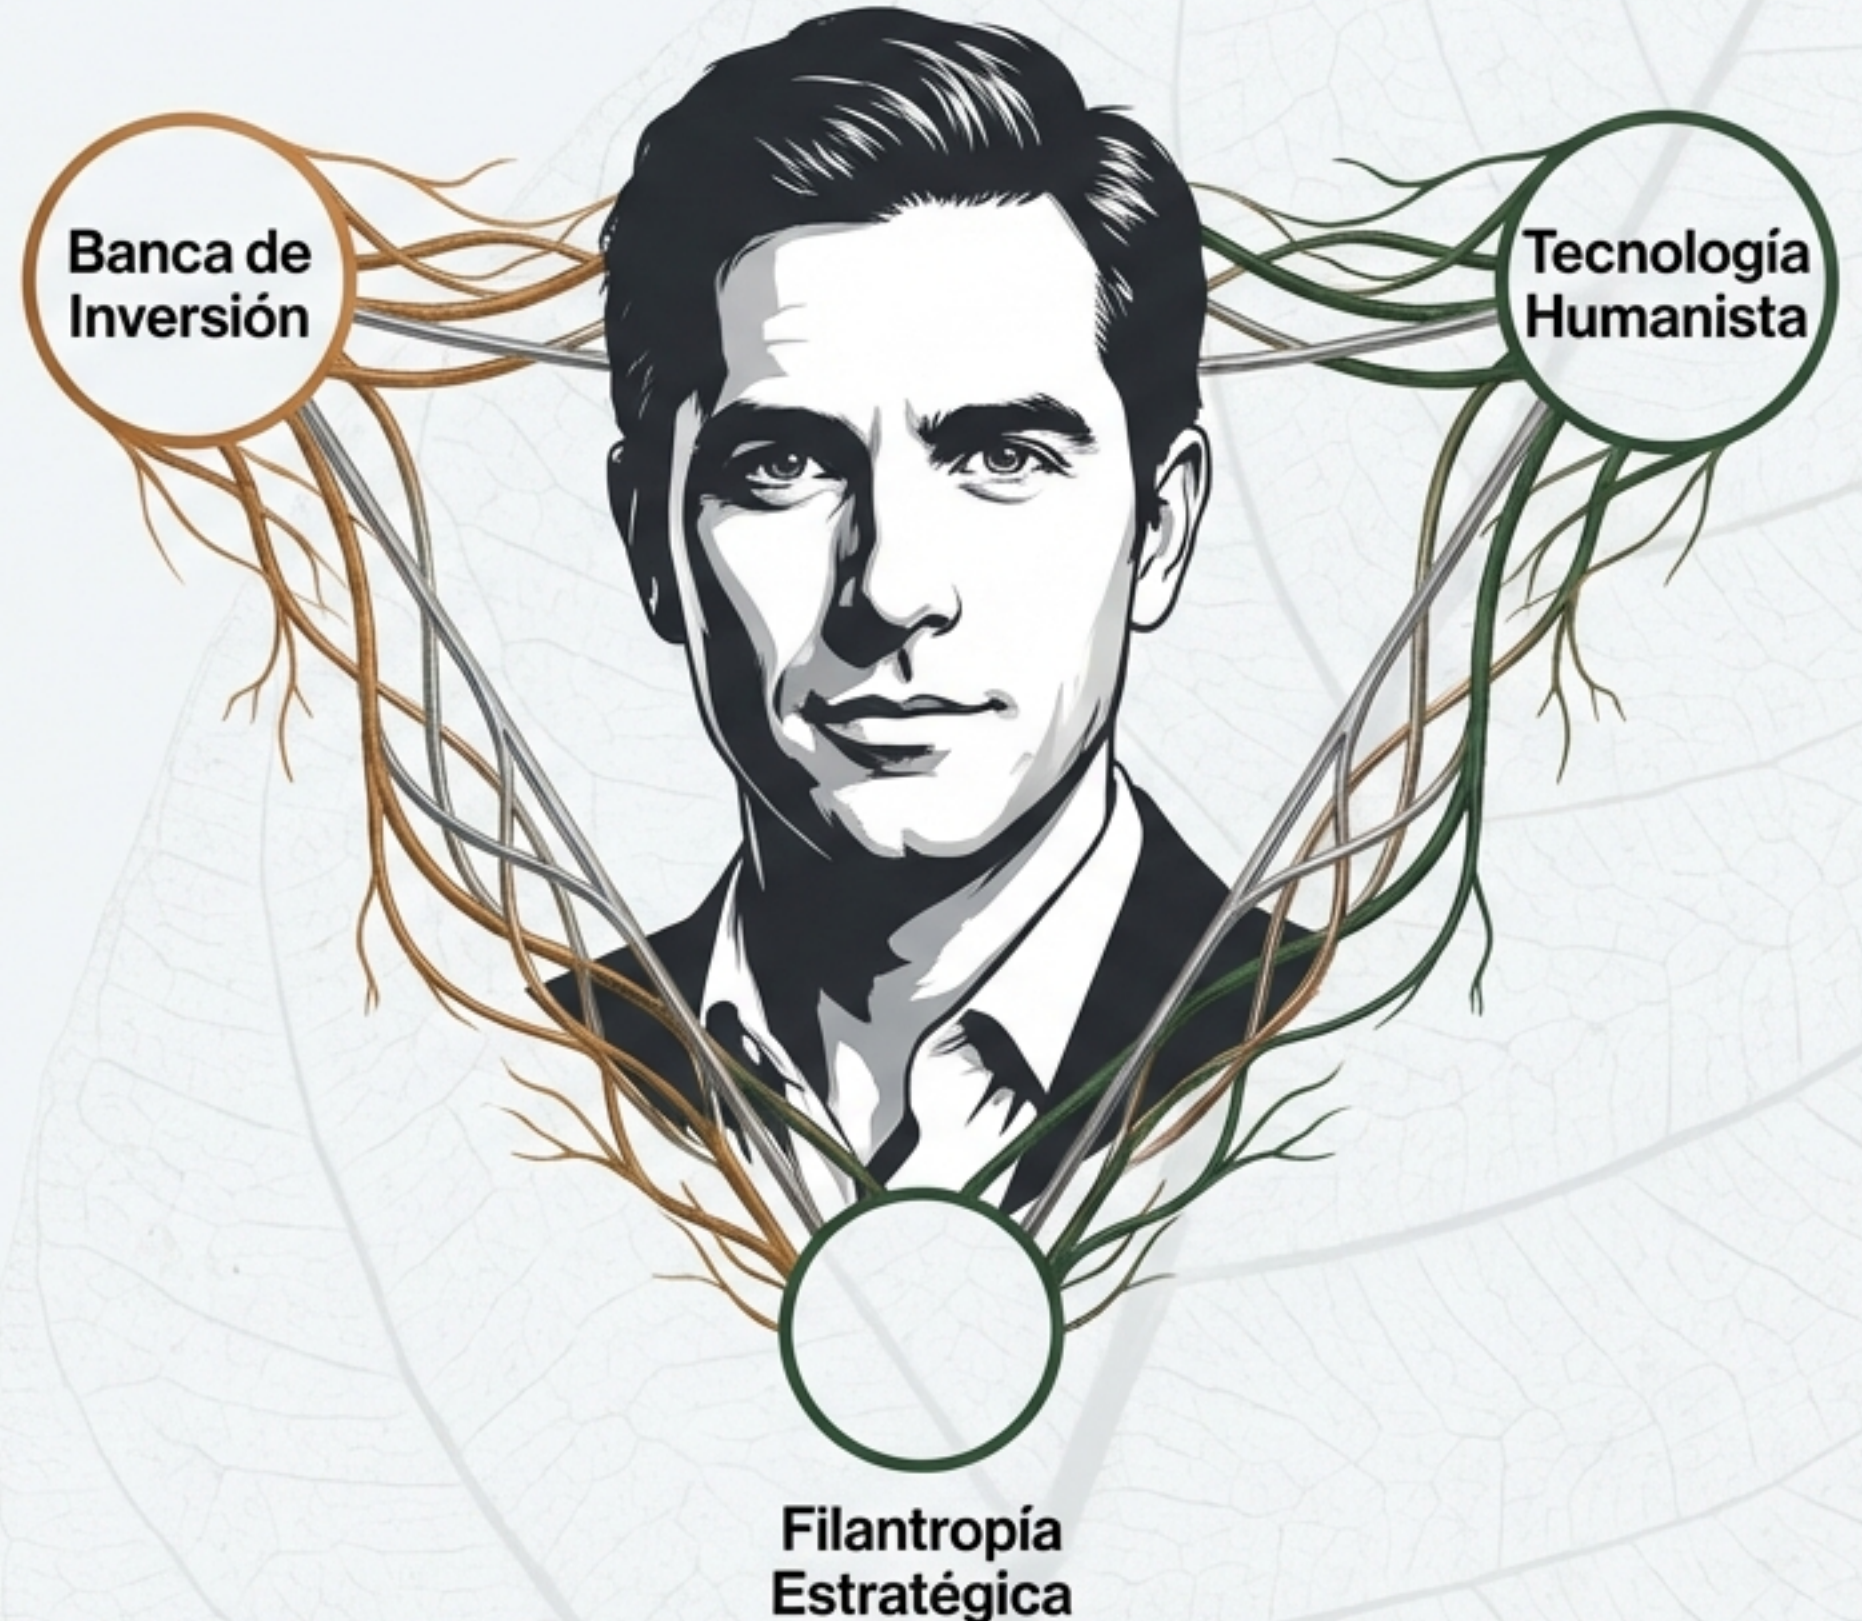 Banca de
Inversión
Tecnología
Humanista
Filantropía
Estratégica